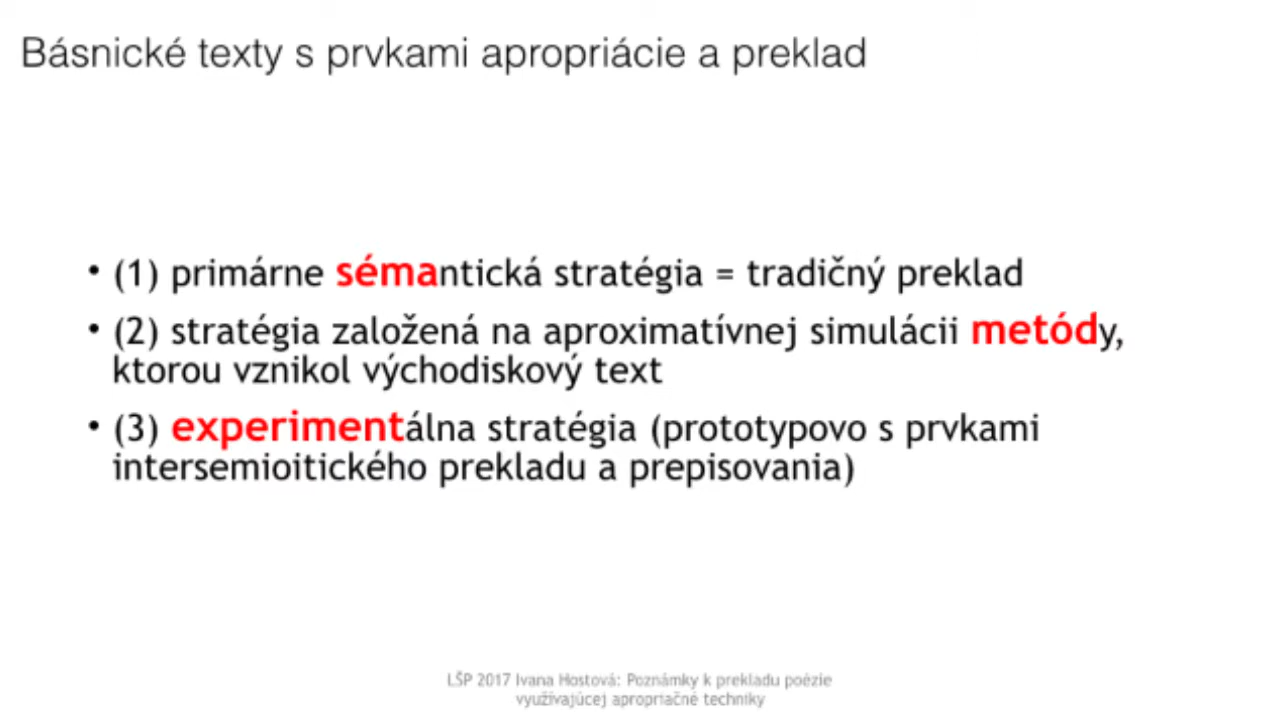 Básnické texty s prvkami apropriácie a preklad
• (1) primárne sémantická stratégia = tradičný preklad
• (2) stratégia založená na aproximatívnej simulácii metódy,
ktorou vznikol východiskový text
• (3) experimentálna stratégia (prototypovo s prvkami
intersemioitického prekladu a prepisovania)
LŠP 2017 Ivana Hostová: Poznámky k prekladu poézie
využívajúcej apropriačné techniky